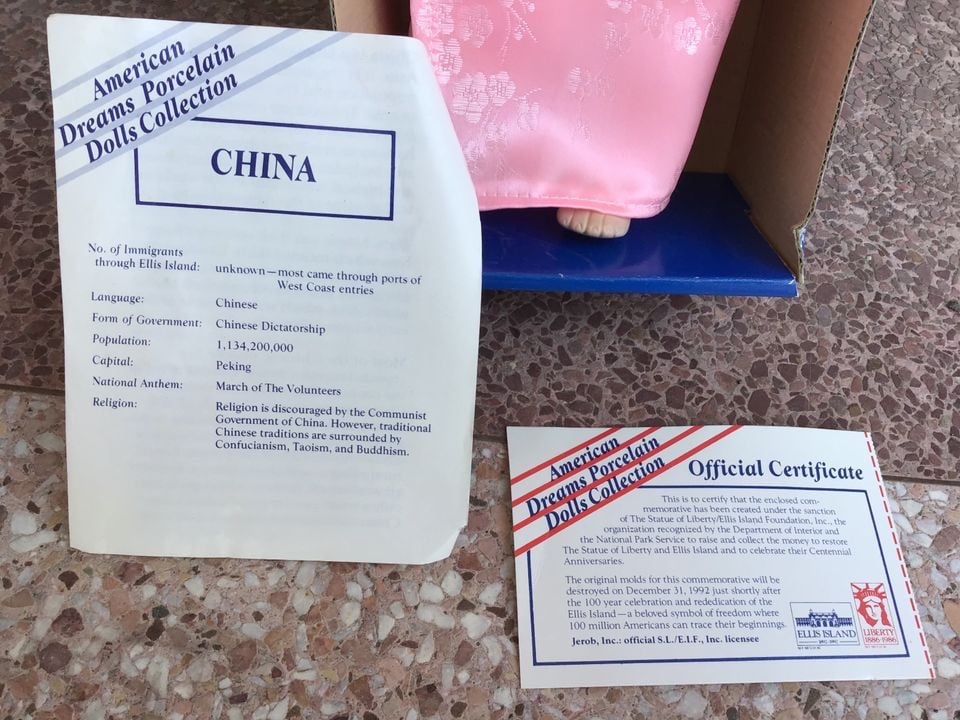 American
Dreams Porcelain
Dolls Collection
CHINA
No. of Immigrants
through Ellis Island: unknown—most came through ports of
West Coast entries
Language: Chinese
Form of Government: Chinese Dictatorship
Population: 1,134,200,000
Capital: Peking
National Anthem: March of The Volunteers
Religion: Religion is discouraged by the Communist
Government of China. However, traditional
Chinese traditions are surrounded by
Confucianism, Taoism, and Buddhism.
American
Dreams Porcelain
Dolls Collection
Official Certificate
This is to certify that the enclosed com-
memorative has been created under the sanction
of The Statue of Liberty/Ellis Island Foundation, Inc., the
organization recognized by the Department of Interior and
the National Park Service to raise and collect the money to restore
The Statue of Liberty and Ellis Island and to celebrate their Centennial
Anniversaries.
The original molds for this commemorative will be
destroyed on December 31, 1992 just shortly after
the 100 year celebration and rededication of the
Ellis Island—a beloved symbol of freedom where
100 million Americans can trace their beginnings.
Jerob, Inc.: official S.L./E.I.F., Inc. licensee
ELLIS ISLAND
LIBERTY
1886-1986